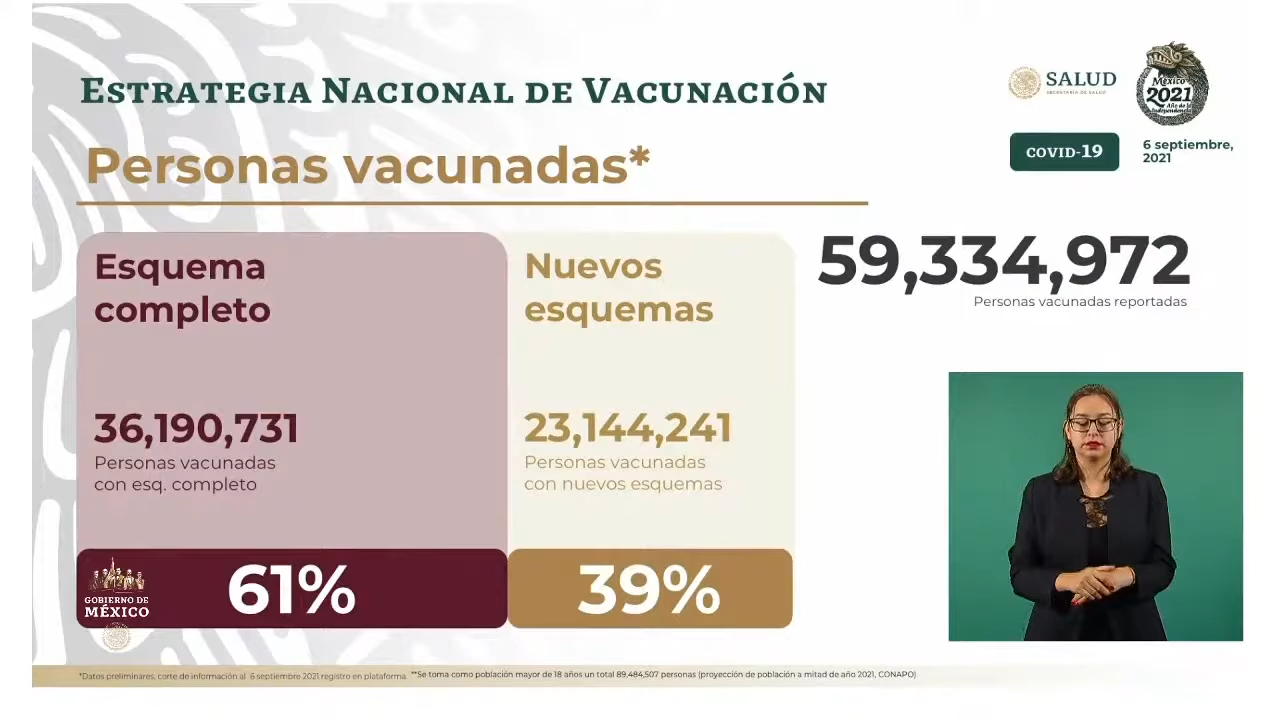 Estrategia Nacional de Vacunación
SALUD
SECRETARÍA DE SALUD
México
2021
Año de la
Independencia
Personas vacunadas*
COVID-19
6 septiembre,
2021
Esquema
completo
36,190,731
Personas vacunadas
con esq. completo
61%
Nuevos
esquemas
23,144,241
Personas vacunadas
con nuevos esquemas
39%
59,334,972
Personas vacunadas reportadas
GOBIERNO DE
MÉXICO
*Datos preliminares, corte de información al 6 septiembre 2021 registro en plataforma. **Se toma como población mayor de 18 años un total 89,484,507 personas (proyección de población a mitad de año 2021, CONAPO)